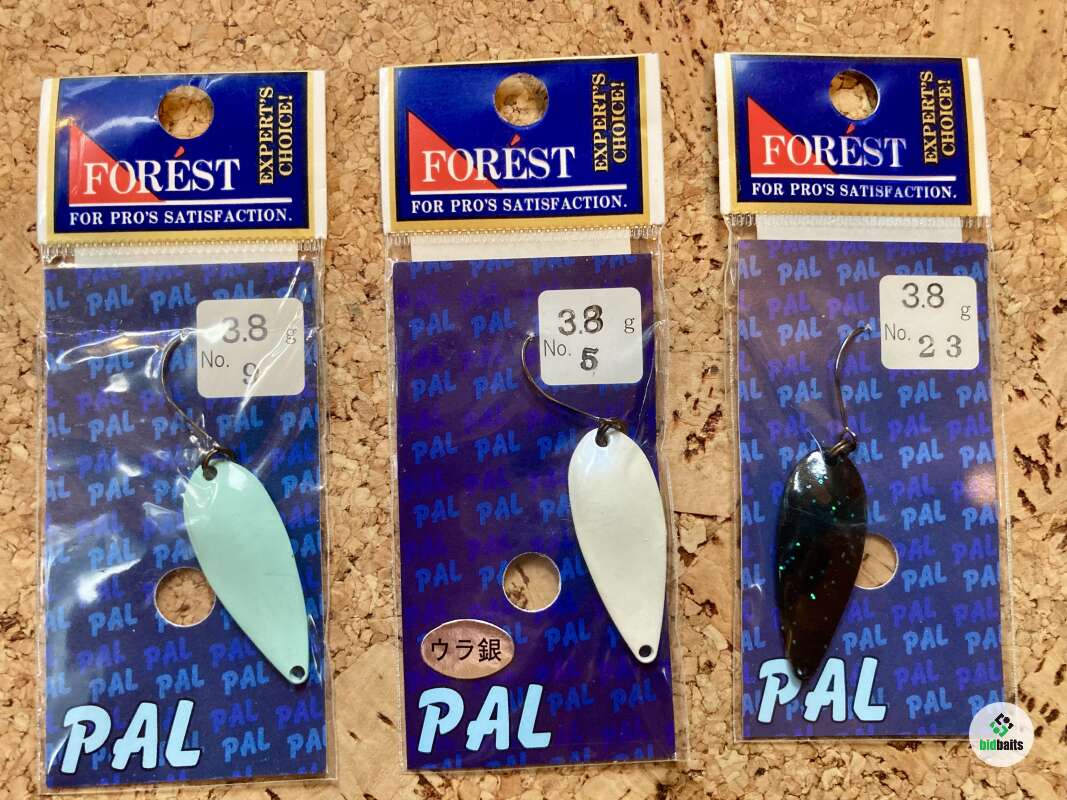 EXPERT'S
CHOICE!
FORÉST
FOR PRO'S SATISFACTION.
3.8 g
No.
9
PAL
EXPERT'S
CHOICE!
FORÉST
FOR PRO'S SATISFACTION.
3.8 g
No.
5
ウラ銀
PAL
EXPERT'S
CHOICE!
FORÉST
FOR PRO'S SATISFACTION.
3.8 g
No. 23
PAL
bidbaits